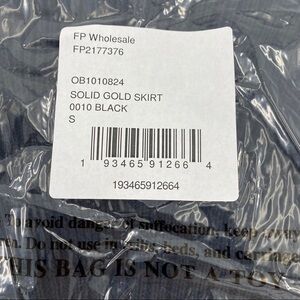 FP Wholesale
FP2177376
OB1010824
SOLID GOLD SKIRT
0010 BLACK
S
1 93465 91266 4
193465912664
To avoid danger of suffocation, keep away
Do not use in cribs, beds, and carriages
THIS BAG IS NOT A TOY